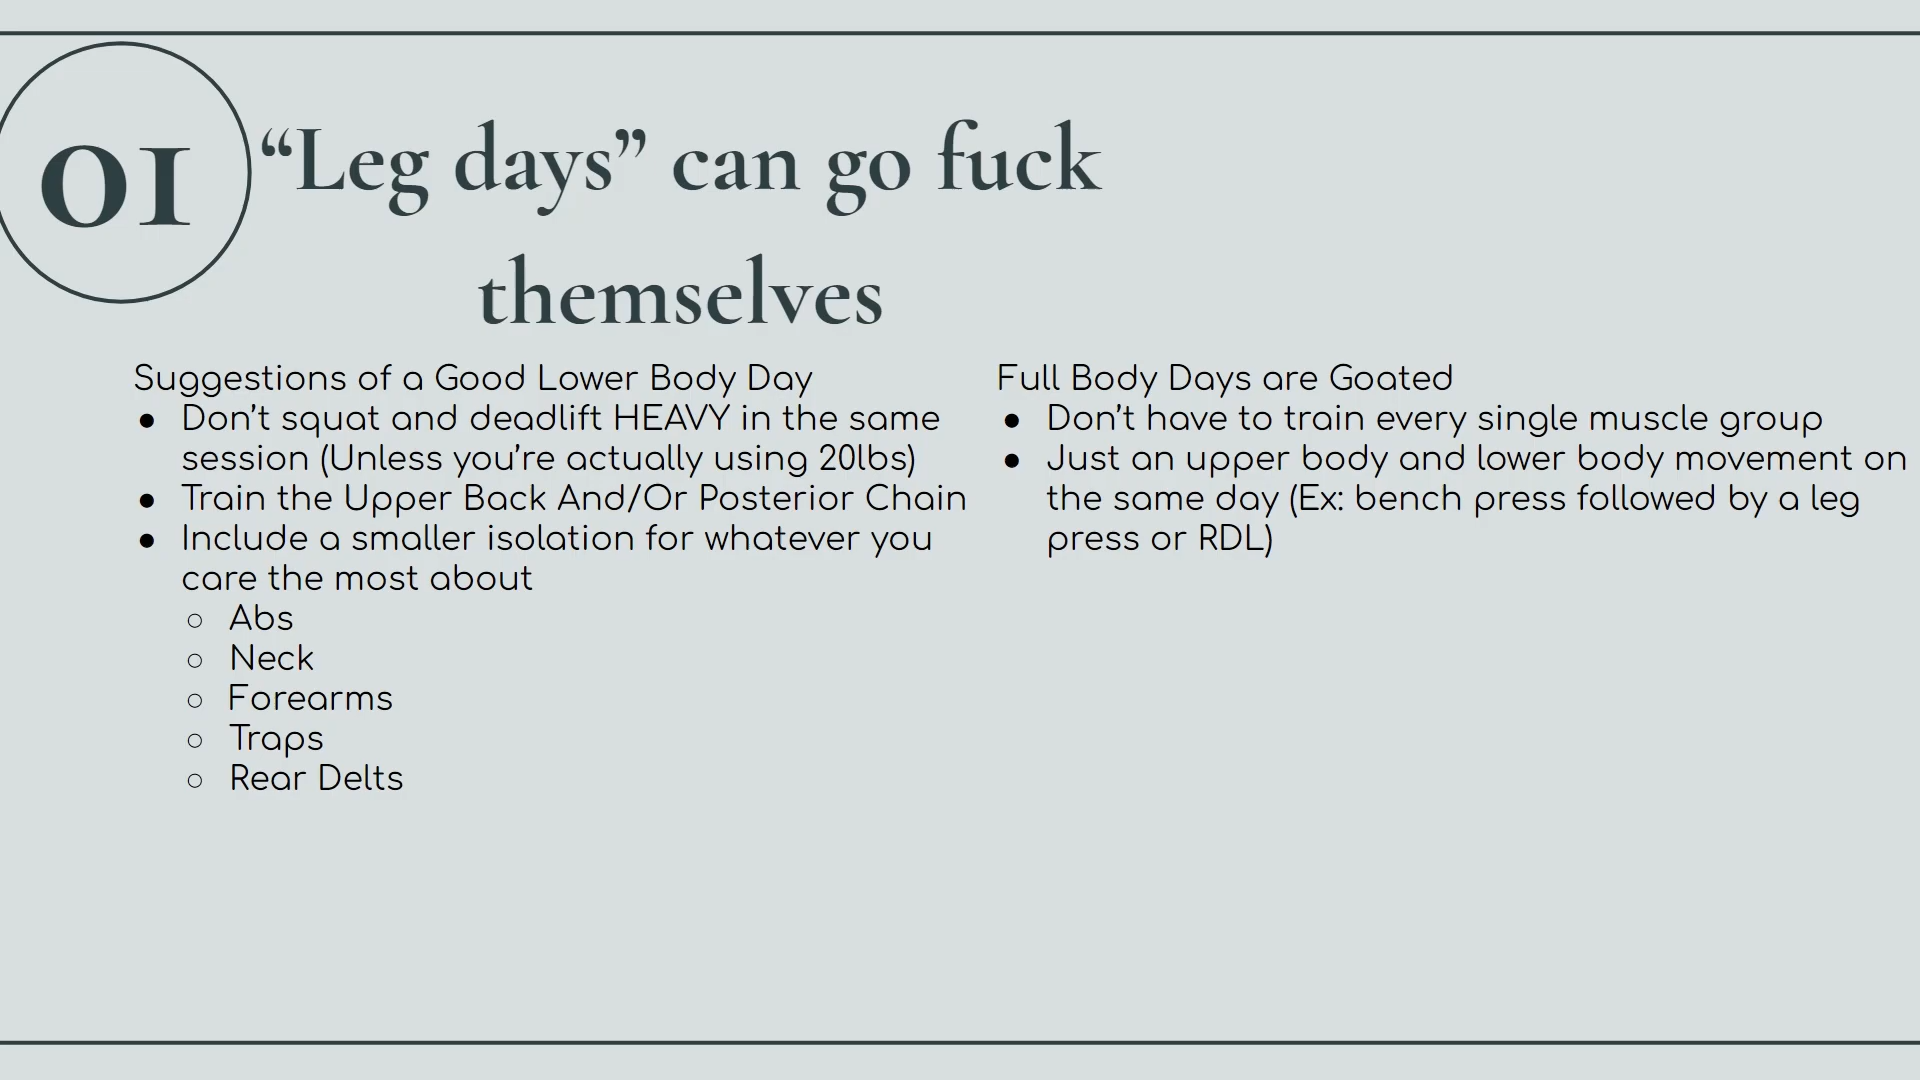 01
“Leg days” can go fuck
themselves
Suggestions of a Good Lower Body Day
● Don’t squat and deadlift HEAVY in the same
session (Unless you’re actually using 20lbs)
● Train the Upper Back And/Or Posterior Chain
● Include a smaller isolation for whatever you
care the most about
○ Abs
○ Neck
○ Forearms
○ Traps
○ Rear Delts
Full Body Days are Goated
● Don’t have to train every single muscle group
● Just an upper body and lower body movement on
the same day (Ex: bench press followed by a leg
press or RDL)